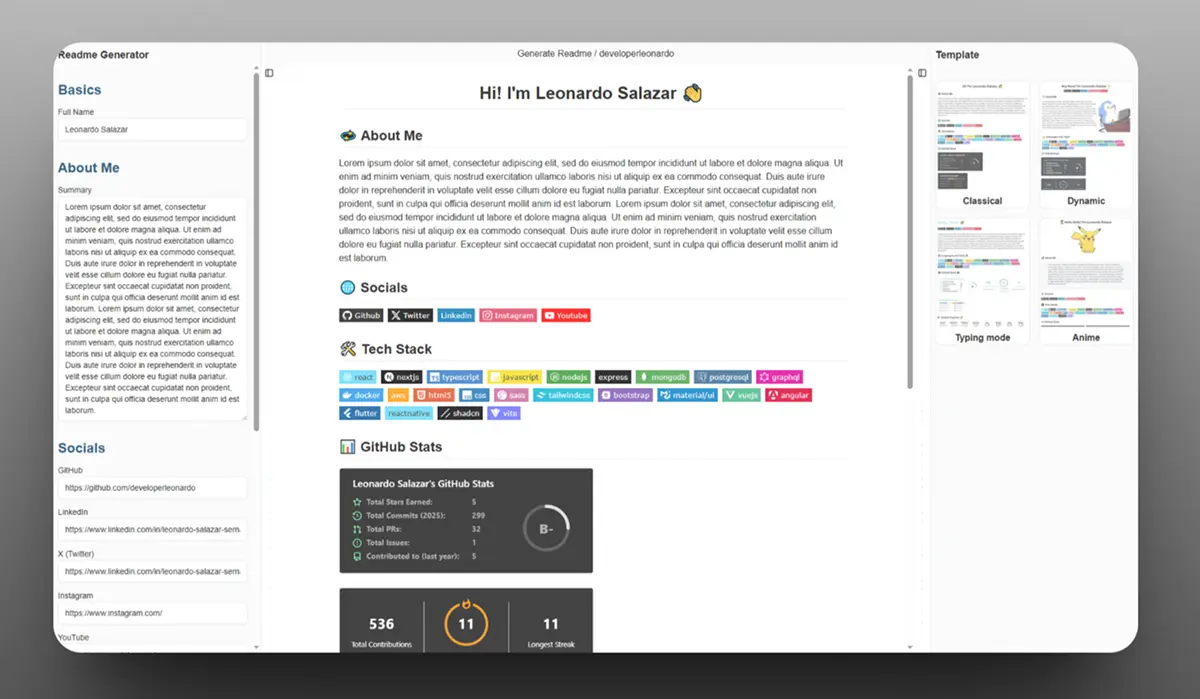 Readme Generator
Basics
Full Name
Leonardo Salazar
About Me
Summary
Lorem ipsum dolor sit amet, consectetur
adipiscing elit, sed do eiusmod tempor incididunt
ut labore et dolore magna aliqua. Ut enim ad
minim veniam, quis nostrud exercitation ullamco
laboris nisi ut aliquip ex ea commodo consequat.
Duis aute irure dolor in reprehenderit in voluptate
velit esse cillum dolore eu fugiat nulla pariatur.
Excepteur sint occaecat cupidatat non proident,
sunt in culpa qui officia deserunt mollit anim id est
laborum. Lorem ipsum dolor sit amet, consectetur
adipiscing elit, sed do eiusmod tempor incididunt
ut labore et dolore magna aliqua. Ut enim ad
minim veniam, quis nostrud exercitation ullamco
laboris nisi ut aliquip ex ea commodo consequat.
Duis aute irure dolor in reprehenderit in voluptate
velit esse cillum dolore eu fugiat nulla pariatur.
Excepteur sint occaecat cupidatat non proident,
sunt in culpa qui officia deserunt mollit anim id est
laborum.
Socials
GitHub
https://github.com/developerleonardo
LinkedIn
https://www.linkedin.com/in/leonardo-salazar-sem
X (Twitter)
https://www.linkedin.com/in/leonardo-salazar-sem
Instagram
https://www.instagram.com/
YouTube
Generate Readme / developerleonardo
Hi! I'm Leonardo Salazar 👋
About Me
Lorem ipsum dolor sit amet, consectetur adipiscing elit, sed do eiusmod tempor incididunt ut labore et dolore magna aliqua. Ut
enim ad minim veniam, quis nostrud exercitation ullamco laboris nisi ut aliquip ex ea commodo consequat. Duis aute irure
dolor in reprehenderit in voluptate velit esse cillum dolore eu fugiat nulla pariatur. Excepteur sint occaecat cupidatat non
proident, sunt in culpa qui officia deserunt mollit anim id est laborum. Lorem ipsum dolor sit amet, consectetur adipiscing elit,
sed do eiusmod tempor incididunt ut labore et dolore magna aliqua. Ut enim ad minim veniam, quis nostrud exercitation
ullamco laboris nisi ut aliquip ex ea commodo consequat. Duis aute irure dolor in reprehenderit in voluptate velit esse cillum
dolore eu fugiat nulla pariatur. Excepteur sint occaecat cupidatat non proident, sunt in culpa qui officia deserunt mollit anim id
est laborum.
Socials
Github Twitter Linkedin Instagram Youtube
Tech Stack
react nextjs typescript javascript nodejs express mongodb postgresql graphql
docker aws html5 css sass tailwindcss bootstrap material/ui vuejs angular
flutter reactnative shadcn vite
GitHub Stats
Leonardo Salazar's GitHub Stats
Total Stars Earned: 5
Total Commits (2025): 299
Total PRs: 32
Total Issues: 1
Contributed to (last year): 5
B-
536 11 11
Total Contributions Longest Streak
Template
Classical
Dynamic
Typing mode
Anime